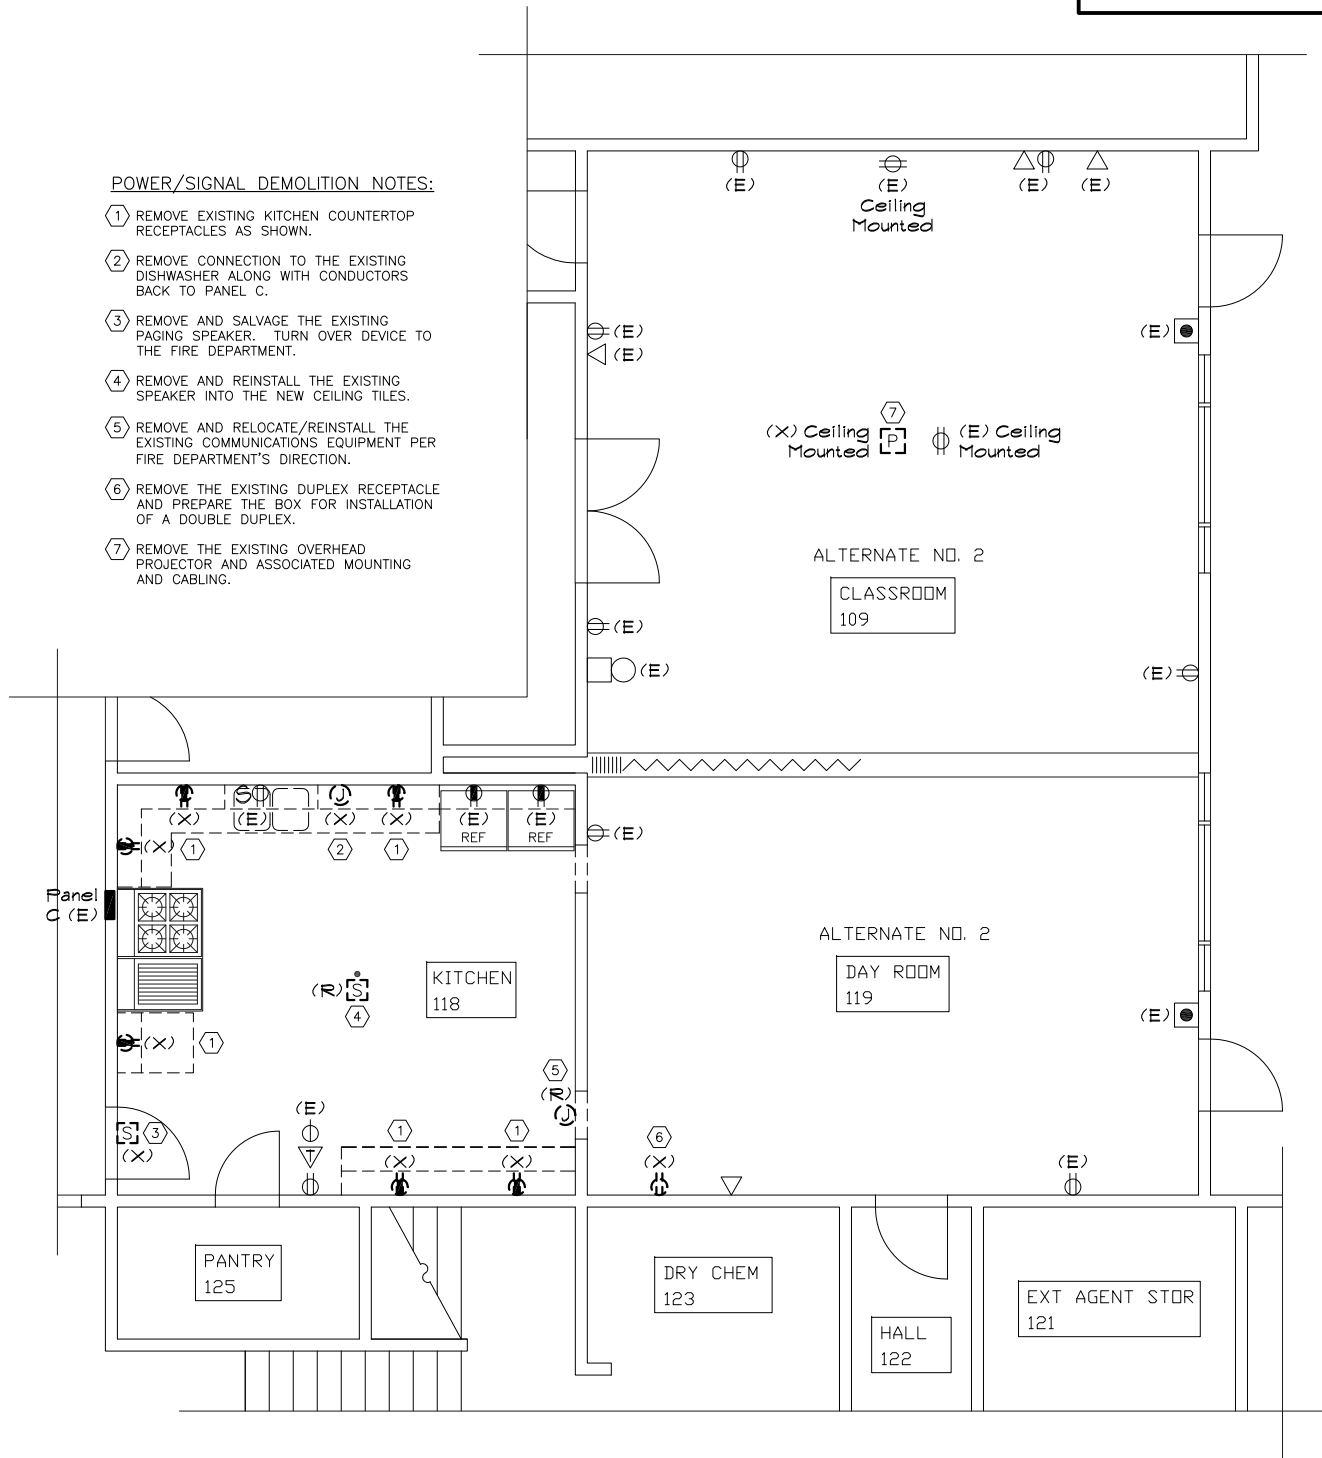 POWER/SIGNAL DEMOLITION NOTES:
1 REMOVE EXISTING KITCHEN COUNTERTOP
RECEPTACLES AS SHOWN.
2 REMOVE CONNECTION TO THE EXISTING
DISHWASHER ALONG WITH CONDUCTORS
BACK TO PANEL C.
3 REMOVE AND SALVAGE THE EXISTING
PAGING SPEAKER. TURN OVER DEVICE TO
THE FIRE DEPARTMENT.
4 REMOVE AND REINSTALL THE EXISTING
SPEAKER INTO THE NEW CEILING TILES.
5 REMOVE AND RELOCATE/REINSTALL THE
EXISTING COMMUNICATIONS EQUIPMENT PER
FIRE DEPARTMENT'S DIRECTION.
6 REMOVE THE EXISTING DUPLEX RECEPTACLE
AND PREPARE THE BOX FOR INSTALLATION
OF A DOUBLE DUPLEX.
7 REMOVE THE EXISTING OVERHEAD
PROJECTOR AND ASSOCIATED MOUNTING
AND CABLING.
(E)
(E)
Ceiling
Mounted
(E)
(E)
(E)
(E)
(E)
7
(X) Ceiling
Mounted
P
(E) Ceiling
Mounted
ALTERNATE NO. 2
CLASSROOM
109
(E)
(E)
(E)
S
J
(X)
(E)
(X)
(X)
(E)
(E)
REF
REF
(E)
(X)
1
2
1
Panel
C (E)
ALTERNATE NO. 2
DAY ROOM
119
KITCHEN
118
(R)
S
4
(E)
(X)
1
5
(R)
J
(E)
S
3
(X)
T
1
1
(X)
(X)
6
(X)
(E)
PANTRY
125
DRY CHEM
123
HALL
122
EXT AGENT STOR
121